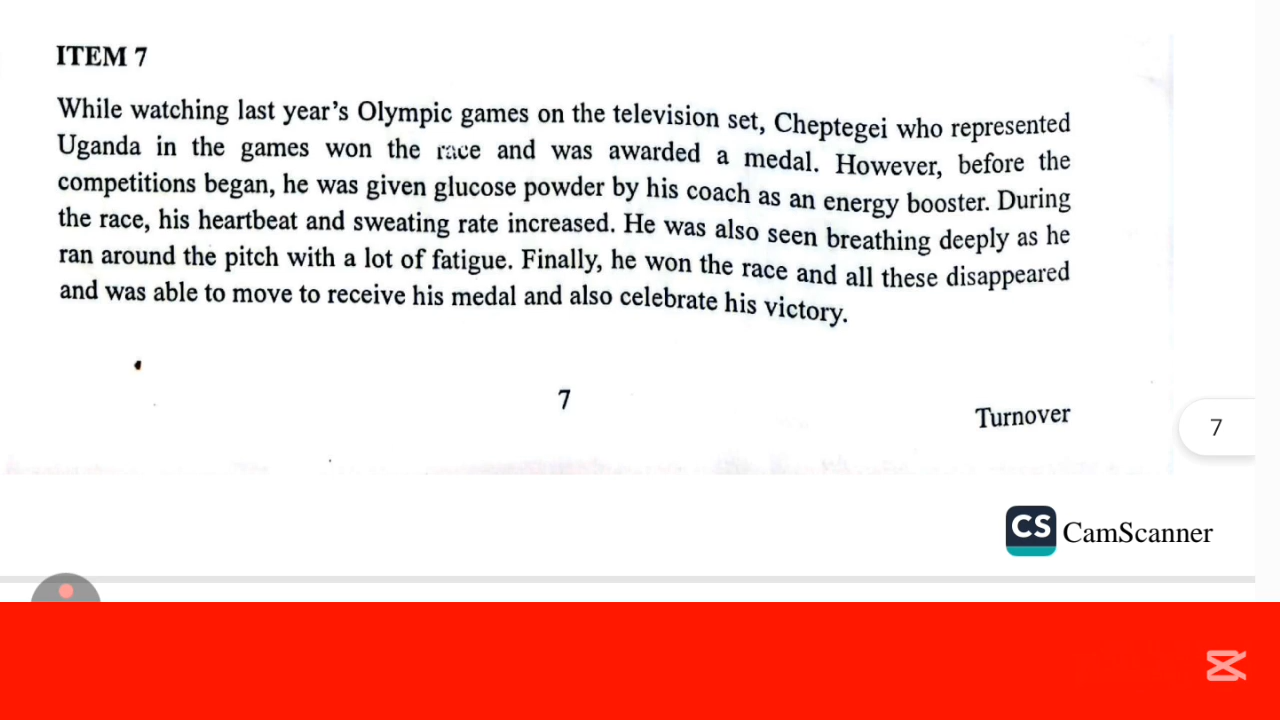 ITEM 7
While watching last year's Olympic games on the television set, Cheptegei who represented
Uganda in the games won the race and was awarded a medal. However, before the
competitions began, he was given glucose powder by his coach as an energy booster. During
the race, his heartbeat and sweating rate increased. He was also seen breathing deeply as he
ran around the pitch with a lot of fatigue. Finally, he won the race and all these disappeared
and was able to move to receive his medal and also celebrate his victory.
7
Turnover
7
CS CamScanner